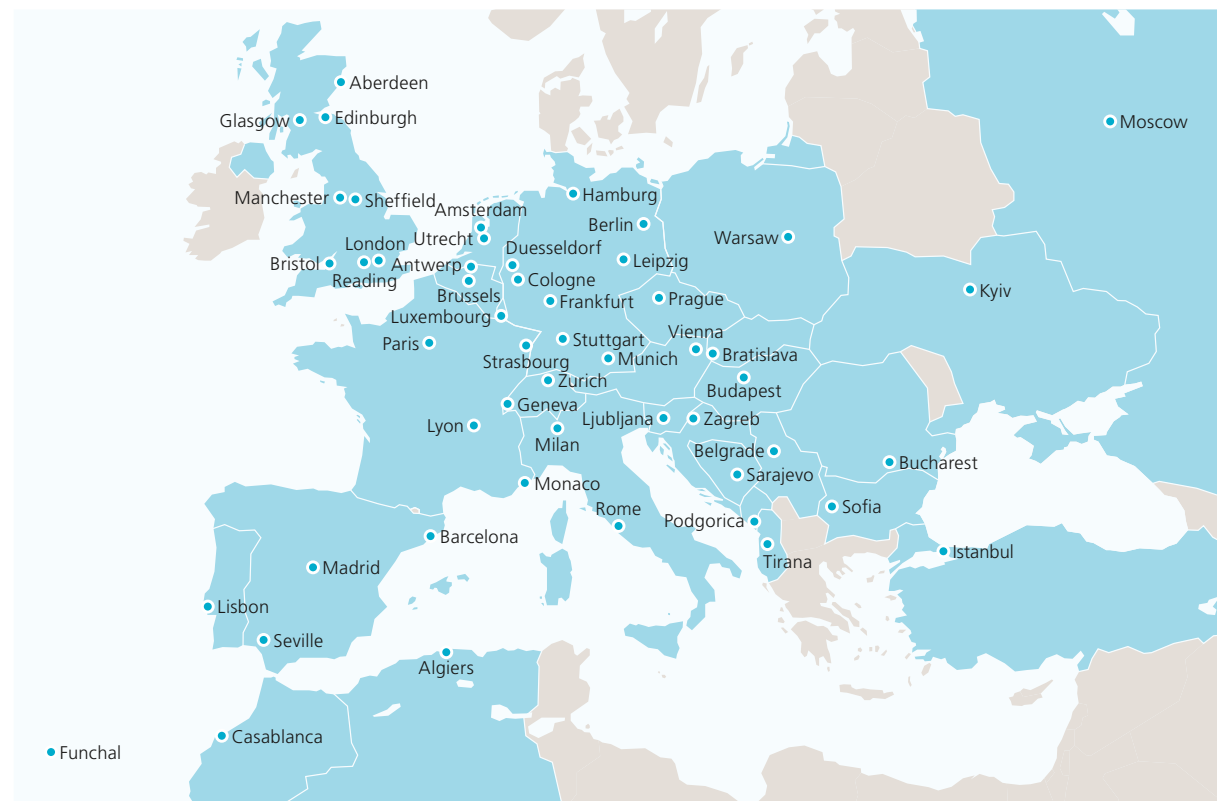 Aberdeen
Glasgow
Edinburgh
Moscow
Manchester
Sheffield
Hamburg
Amsterdam
Berlin
Utrecht
Warsaw
London
Duesseldorf
Bristol
Antwerp
Leipzig
Reading
Cologne
Brussels
Kyiv
Frankfurt
Prague
Luxembourg
Vienna
Paris
Stuttgart
Strasbourg
Munich
Bratislava
Zurich
Budapest
Geneva
Lyon
Ljubljana
Zagreb
Milan
Belgrade
Bucharest
Sarajevo
Monaco
Rome
Sofia
Podgorica
Barcelona
Istanbul
Tirana
Madrid
Lisbon
Seville
Algiers
Casablanca
Funchal